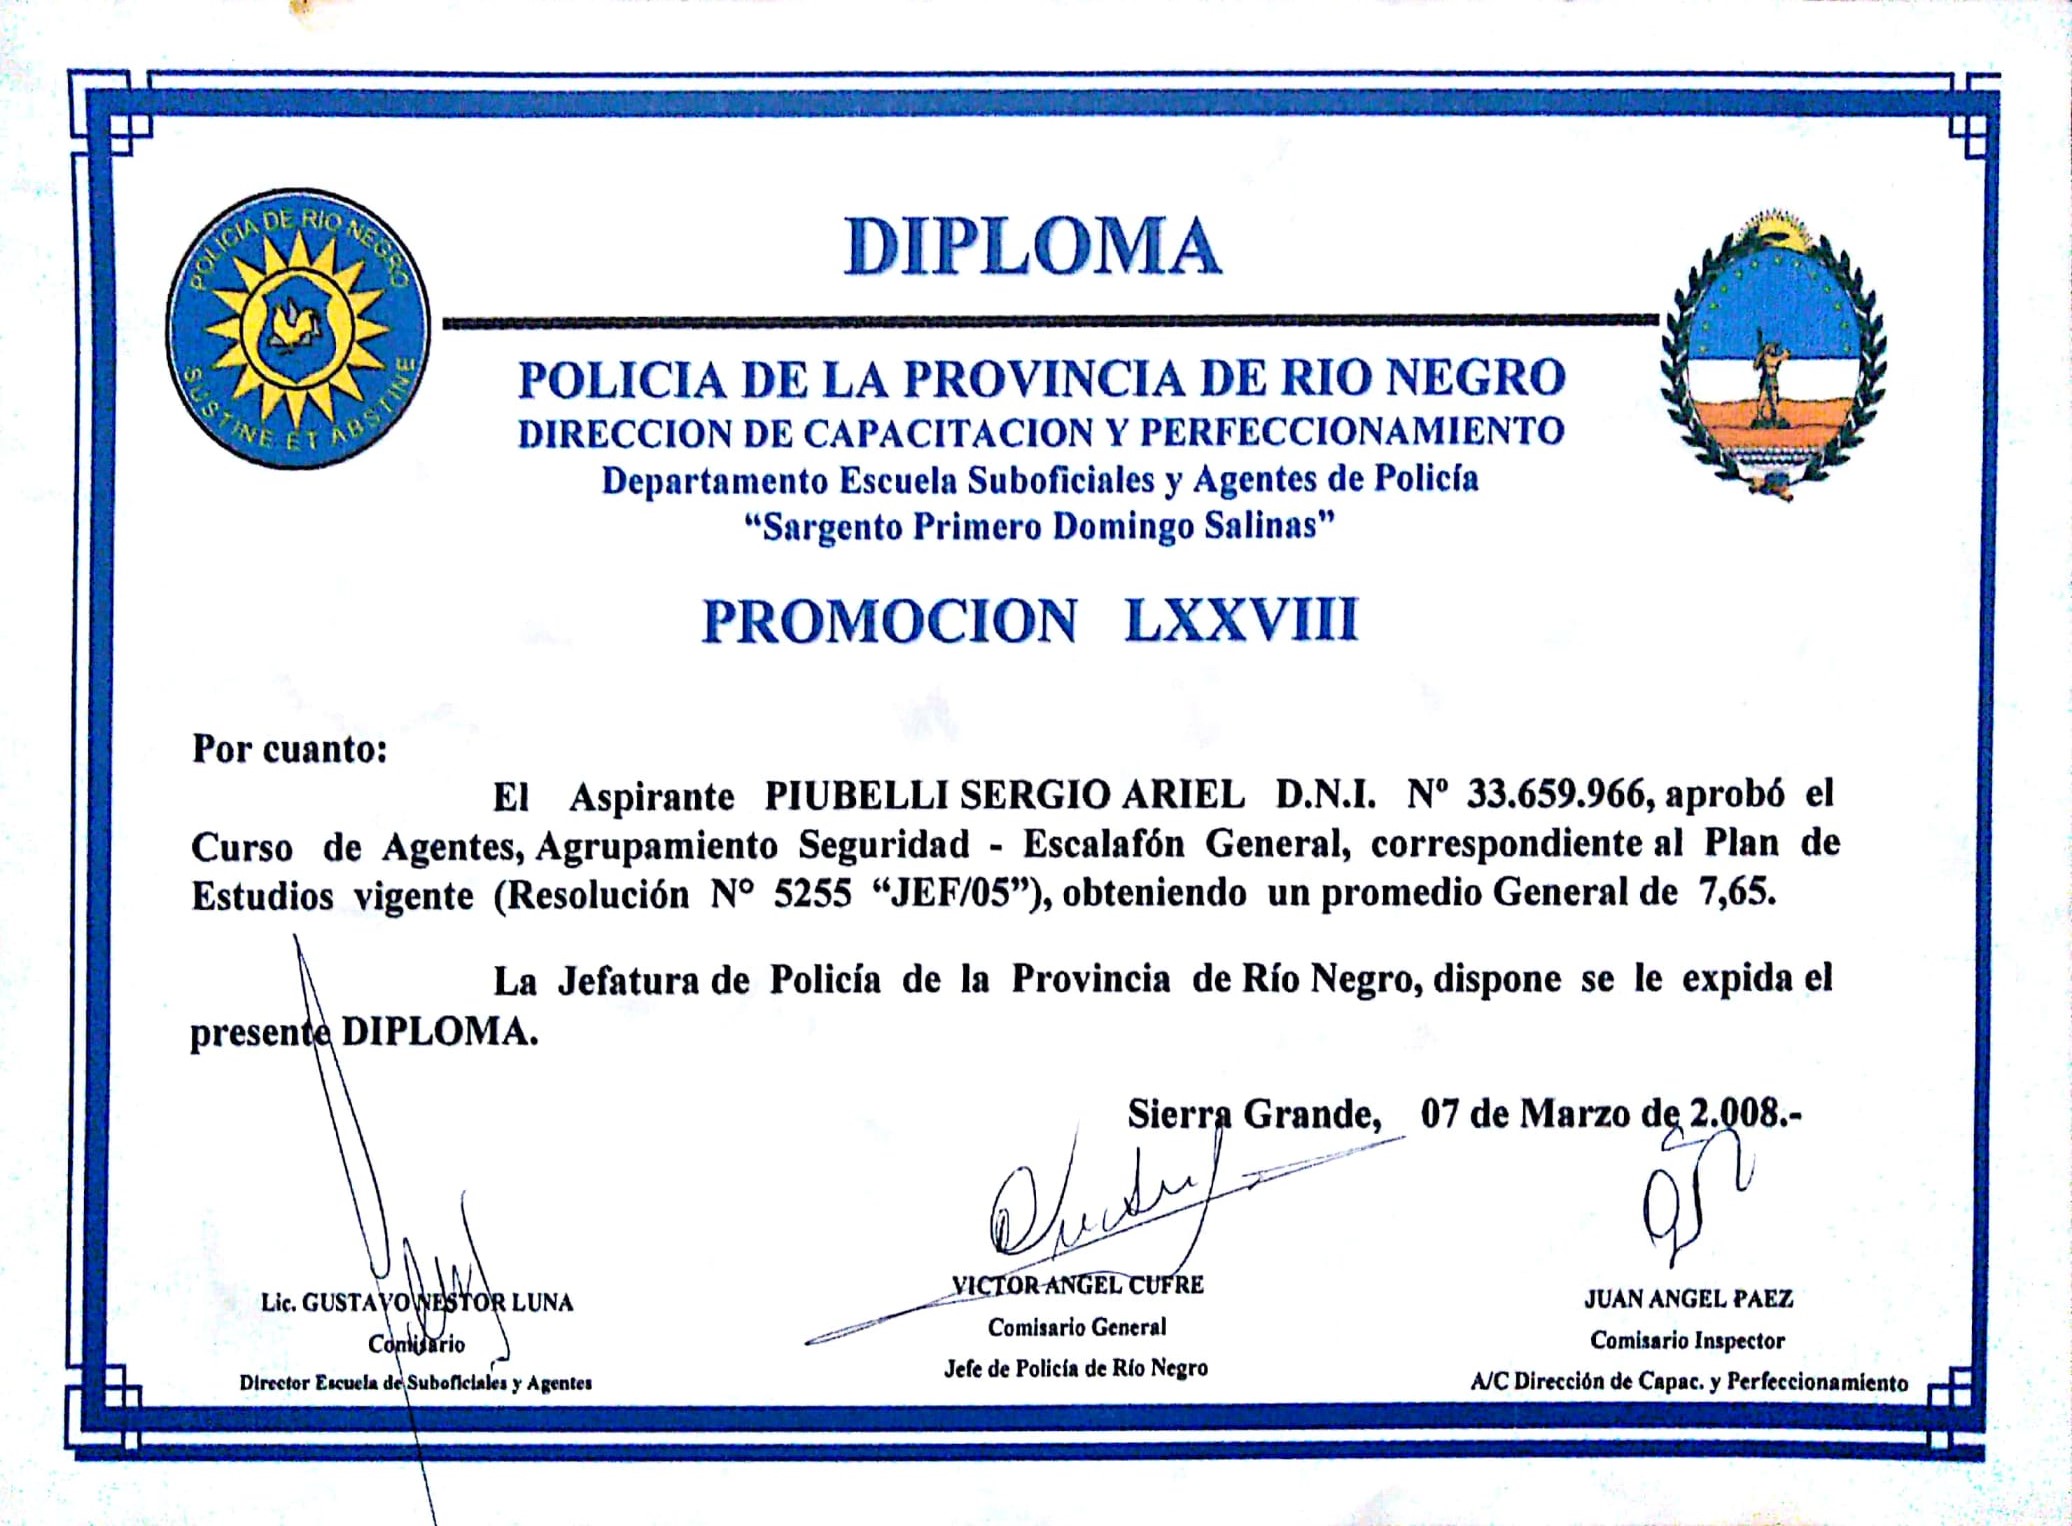 POLICIA DE RIO NEGRO
SUSTINE ET ABSTINE
DIPLOMA
POLICIA DE LA PROVINCIA DE RIO NEGRO
DIRECCION DE CAPACITACION Y PERFECCIONAMIENTO
Departamento Escuela Suboficiales y Agentes de Policía
“Sargento Primero Domingo Salinas”
PROMOCION LXXVIII
Por cuanto:
El Aspirante PIUBELLI SERGIO ARIEL D.N.I. Nº 33.659.966, aprobó el
Curso de Agentes, Agrupamiento Seguridad - Escalafón General, correspondiente al Plan de
Estudios vigente (Resolución N° 5255 “JEF/05”), obteniendo un promedio General de 7,65.
La Jefatura de Policía de la Provincia de Río Negro, dispone se le expida el
presente DIPLOMA.
Sierra Grande, 07 de Marzo de 2.008.-
Lic. GUSTAVO NESTOR LUNA
Comisario
Director Escuela de Suboficiales y Agentes
VICTOR ANGEL CUFRE
Comisario General
Jefe de Policía de Río Negro
JUAN ANGEL PAEZ
Comisario Inspector
A/C Dirección de Capac. y Perfeccionamiento